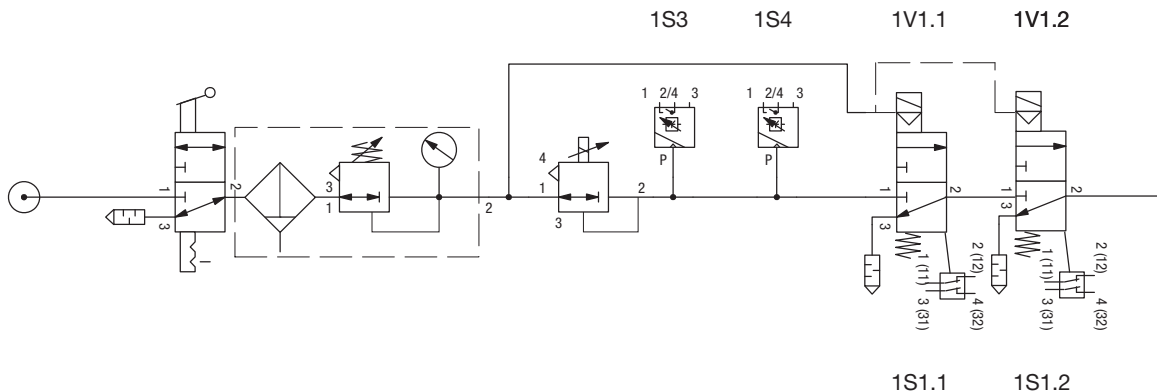 1S3 1S4 1V1.1 1V1.2
1 2/4 3 1 2/4 3
P P
4
1 2 3 1 2 1 2 1 2 1 2
3 2 3 3 3
1 (11) 2 (12) 1 (11) 2 (12)
3 (31) 4 (32) 3 (31) 4 (32)
1S1.1 1S1.2